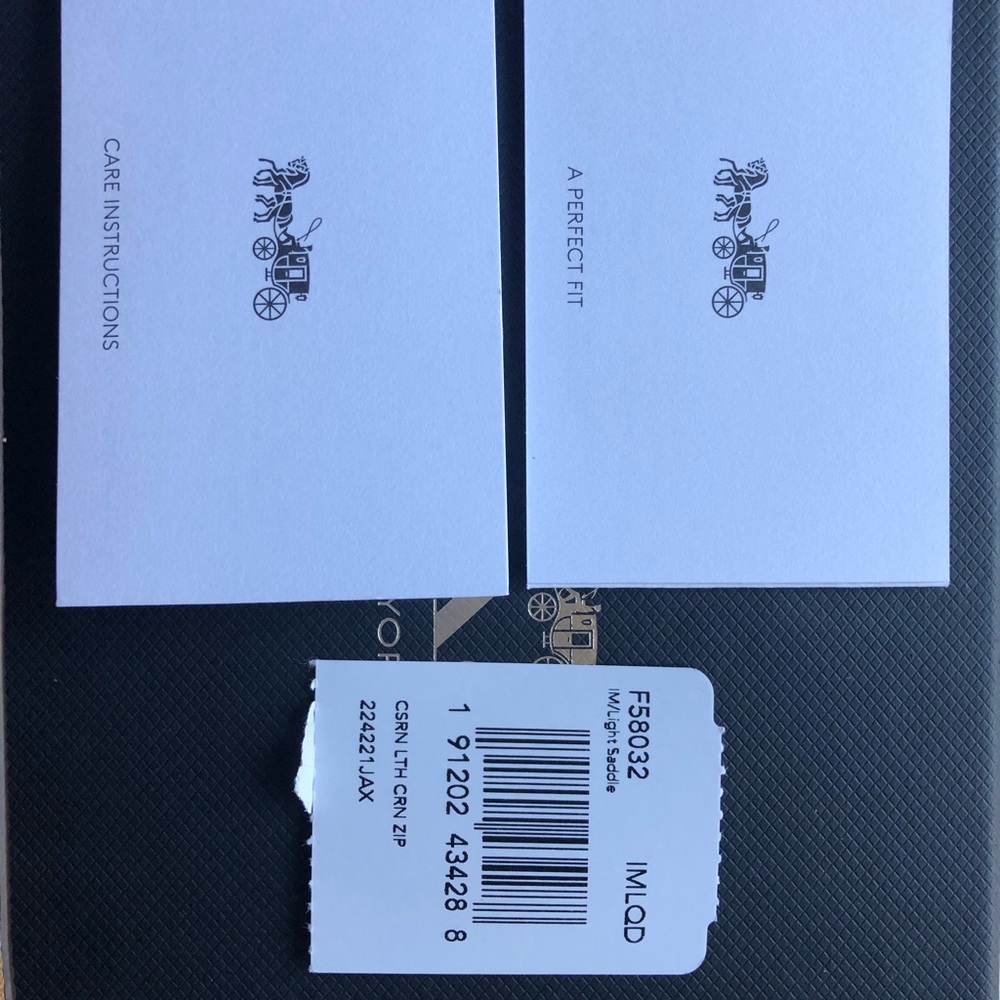 CARE INSTRUCTIONS
A PERFECT FIT
F58032 IMLQD
IM/Light Saddle
1 91202 43428 8
CSRN LTH CRN ZIP
224221JAX